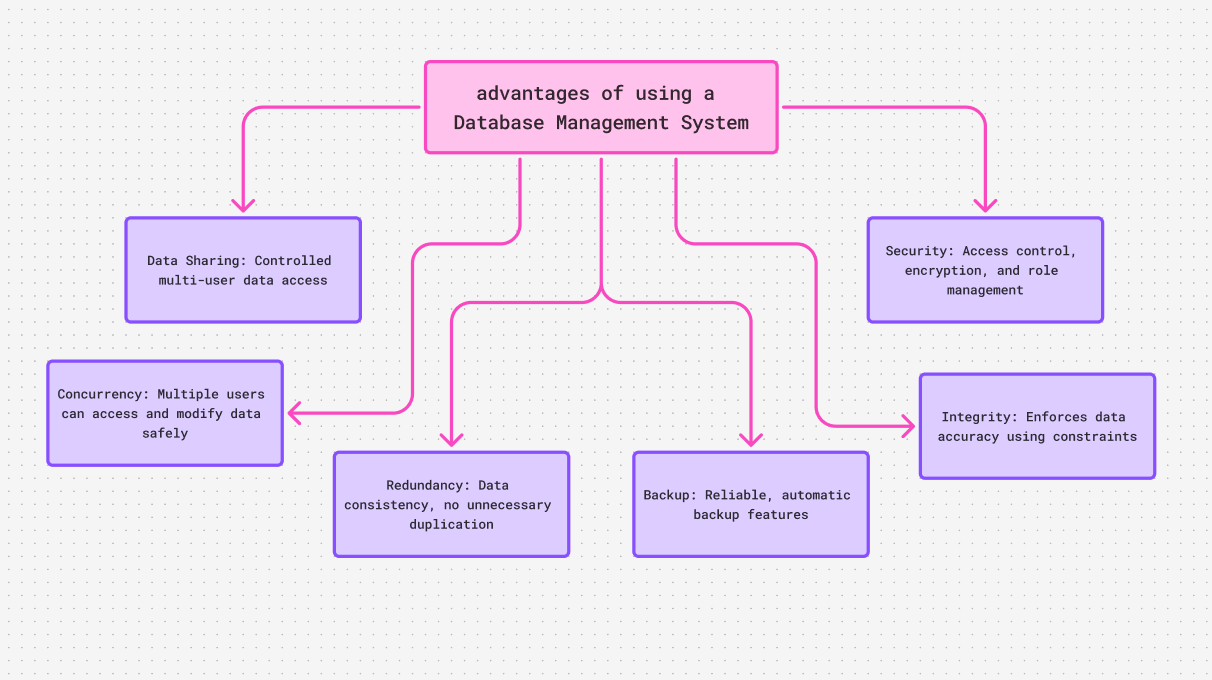 advantages of using a
Database Management System
Data Sharing: Controlled
multi-user data access
Security: Access control,
encryption, and role
management
Concurrency: Multiple users
can access and modify data
safely
Integrity: Enforces data
accuracy using constraints
Redundancy: Data
consistency, no unnecessary
duplication
Backup: Reliable, automatic
backup features